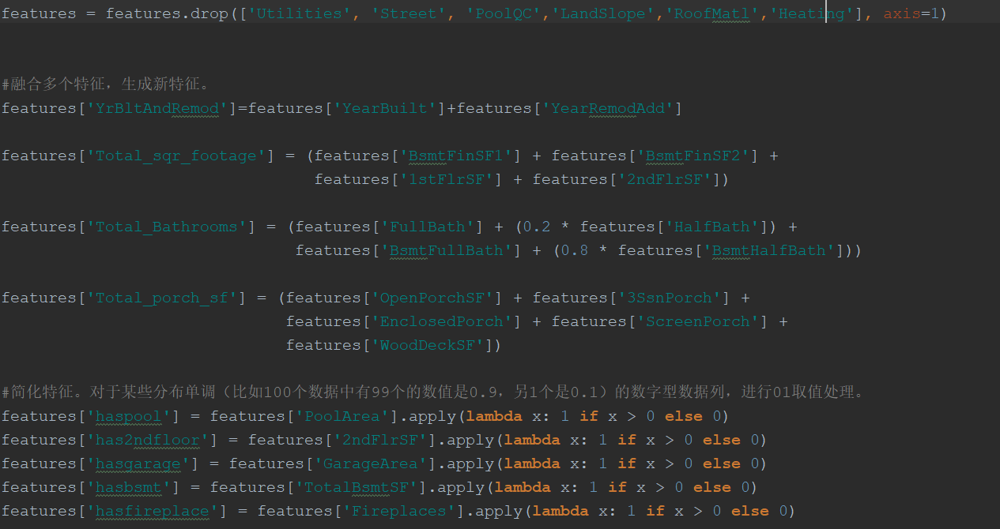 features = features.drop(['Utilities', 'Street', 'PoolQC','LandSlope','RoofMatl','Heating'], axis=1)
#融合多个特征，生成新特征。
features['YrBltAndRemod']=features['YearBuilt']+features['YearRemodAdd']
features['Total_sqr_footage'] = (features['BsmtFinSF1'] + features['BsmtFinSF2'] +
features['1stFlrSF'] + features['2ndFlrSF'])
features['Total_Bathrooms'] = (features['FullBath'] + (0.2 * features['HalfBath']) +
features['BsmtFullBath'] + (0.8 * features['BsmtHalfBath']))
features['Total_porch_sf'] = (features['OpenPorchSF'] + features['3SsnPorch'] +
features['EnclosedPorch'] + features['ScreenPorch'] +
features['WoodDeckSF'])
#简化特征。对于某些分布单调（比如100个数据中有99个的数值是0.9，另1个是0.1）的数字型数据列，进行01取值处理。
features['haspool'] = features['PoolArea'].apply(lambda x: 1 if x > 0 else 0)
features['has2ndfloor'] = features['2ndFlrSF'].apply(lambda x: 1 if x > 0 else 0)
features['hasgarage'] = features['GarageArea'].apply(lambda x: 1 if x > 0 else 0)
features['hasbsmt'] = features['TotalBsmtSF'].apply(lambda x: 1 if x > 0 else 0)
features['hasfireplace'] = features['Fireplaces'].apply(lambda x: 1 if x > 0 else 0)